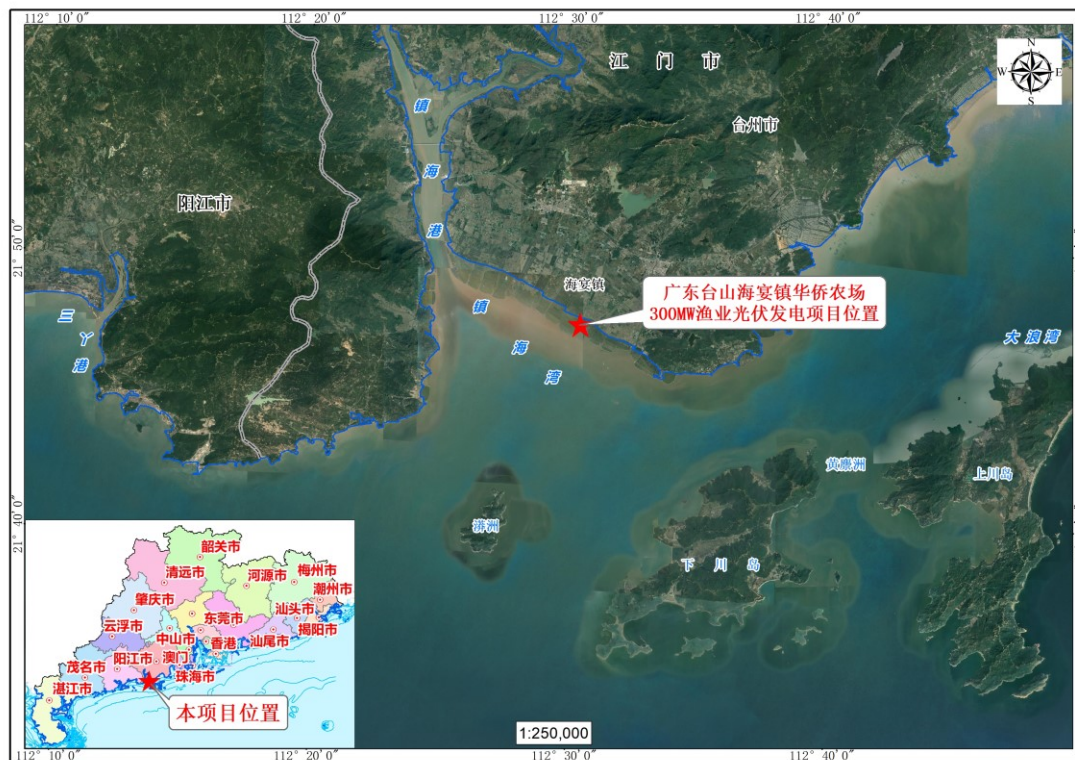 112° 10′ 0″
112° 20′ 0″
112° 30′ 0″
112° 40′ 0″
N
W
E
S
江门市
镇海港
台州市
阳江市
21° 50′ 0″
海宴镇
广东台山海宴镇华侨农场
300MW渔业光伏发电项目位置
三丫港
镇海湾
大浪湾
上川岛
21° 40′ 0″
漭洲
下川岛
韶关市
清远市
河源市
梅州市
潮州市
肇庆市
东莞市
汕头市
云浮市
中山市
香港
汕尾市
揭阳市
茂名市
阳江市
澳门
珠海市
湛江市
本项目位置
1:250,000
112° 10′ 0″
112° 20′ 0″
112° 30′ 0″
112° 40′ 0″